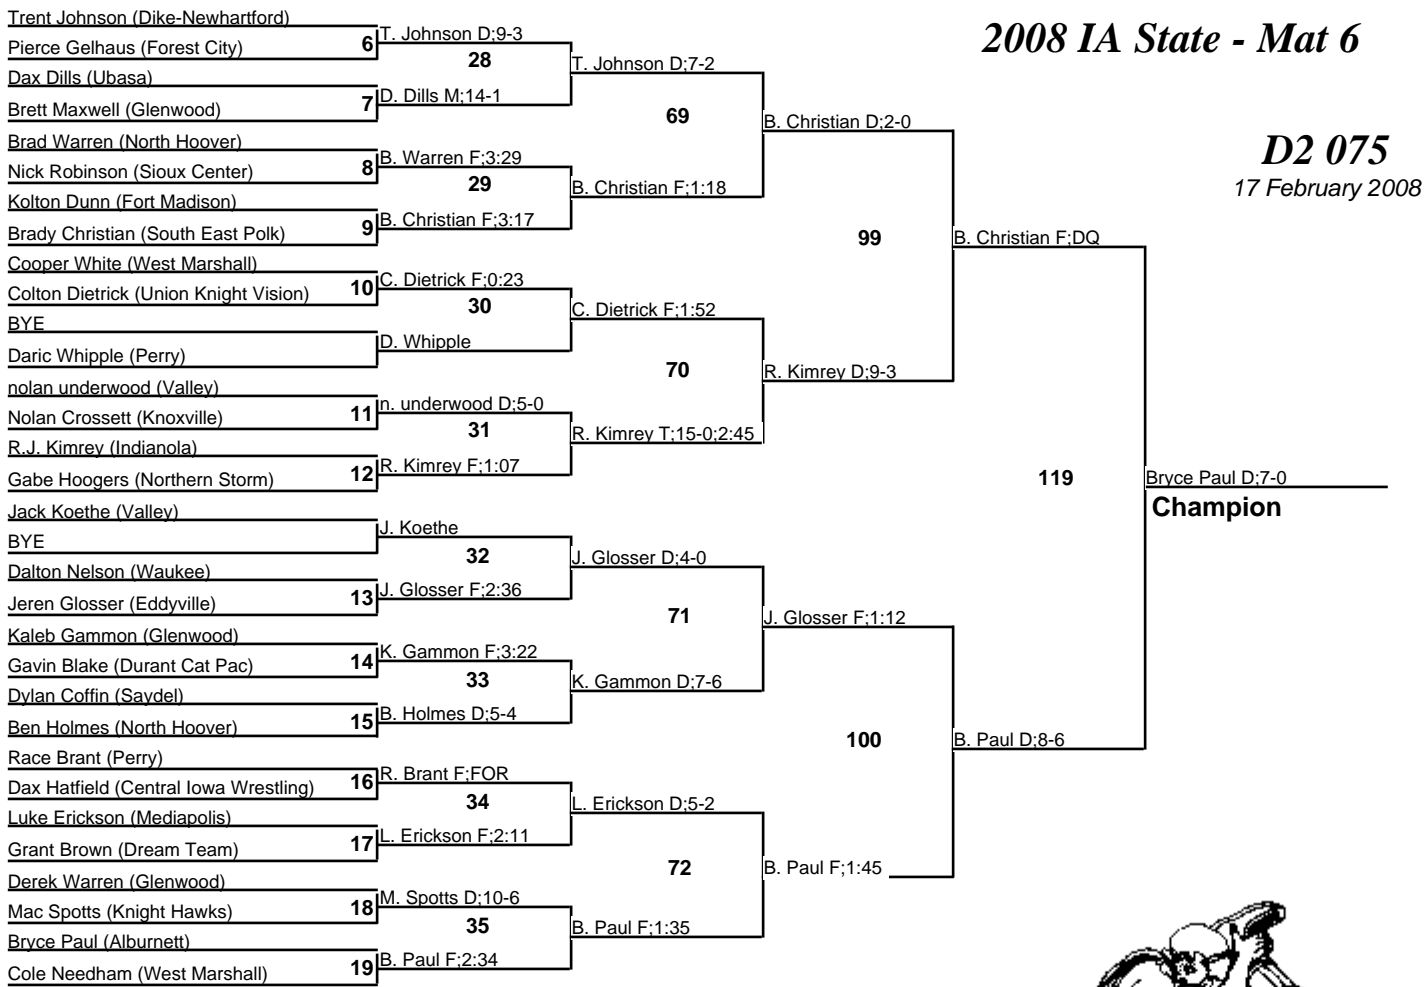 2008 IA State - Mat 6
D2 075
17 February 2008
Trent Johnson (Dike-Newhartford)
Pierce Gelhaus (Forest City)
6
Dax Dills (Ubasa)
Brett Maxwell (Glenwood)
7
Brad Warren (North Hoover)
Nick Robinson (Sioux Center)
8
Kolton Dunn (Fort Madison)
Brady Christian (South East Polk)
9
Cooper White (West Marshall)
Colton Dietrick (Union Knight Vision)
10
BYE
Daric Whipple (Perry)
nolan underwood (Valley)
Nolan Crossett (Knoxville)
11
R.J. Kimrey (Indianola)
Gabe Hoogers (Northern Storm)
12
Jack Koethe (Valley)
BYE
Dalton Nelson (Waukee)
Jeren Glosser (Eddyville)
13
Kaleb Gammon (Glenwood)
Gavin Blake (Durant Cat Pac)
14
Dylan Coffin (Saydel)
Ben Holmes (North Hoover)
15
Race Brant (Perry)
Dax Hatfield (Central Iowa Wrestling)
16
Luke Erickson (Mediapolis)
Grant Brown (Dream Team)
17
Derek Warren (Glenwood)
Mac Spotts (Knight Hawks)
18
Bryce Paul (Alburnett)
Cole Needham (West Marshall)
19
T. Johnson D;9-3
28
D. Dills M;14-1
B. Warren F;3:29
29
B. Christian F;3:17
C. Dietrick F;0:23
30
D. Whipple
n. underwood D;5-0
31
R. Kimrey F;1:07
J. Koethe
32
J. Glosser F;2:36
K. Gammon F;3:22
33
B. Holmes D;5-4
R. Brant F;FOR
34
L. Erickson F;2:11
M. Spotts D;10-6
35
B. Paul F;2:34
T. Johnson D;7-2
69
B. Christian F;1:18
C. Dietrick F;1:52
70
R. Kimrey T;15-0;2:45
J. Glosser D;4-0
71
K. Gammon D;7-6
L. Erickson D;5-2
72
B. Paul F;1:35
B. Christian D;2-0
99
R. Kimrey D;9-3
J. Glosser F;1:12
100
B. Paul F;1:45
B. Christian F;DQ
119
B. Paul D;8-6
Bryce Paul D;7-0
Champion